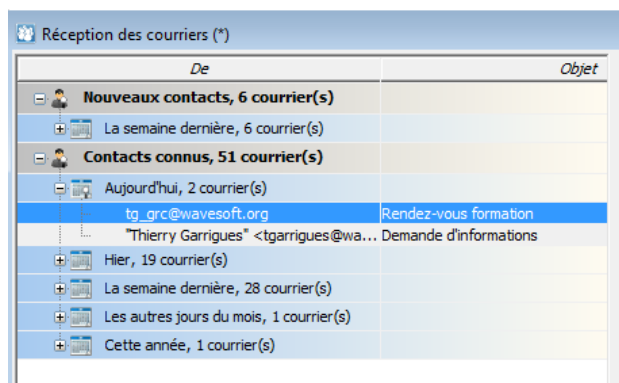 Réception des courriers (*)
De Objet
Nouveaux contacts, 6 courrier(s)
La semaine dernière, 6 courrier(s)
Contacts connus, 51 courrier(s)
Aujourd'hui, 2 courrier(s)
tg_grc@wavesoft.org Rendez-vous formation
"Thierry Garrigues" <tgarrigues@wa... Demande d'informations
Hier, 19 courrier(s)
La semaine dernière, 28 courrier(s)
Les autres jours du mois, 1 courrier(s)
Cette année, 1 courrier(s)